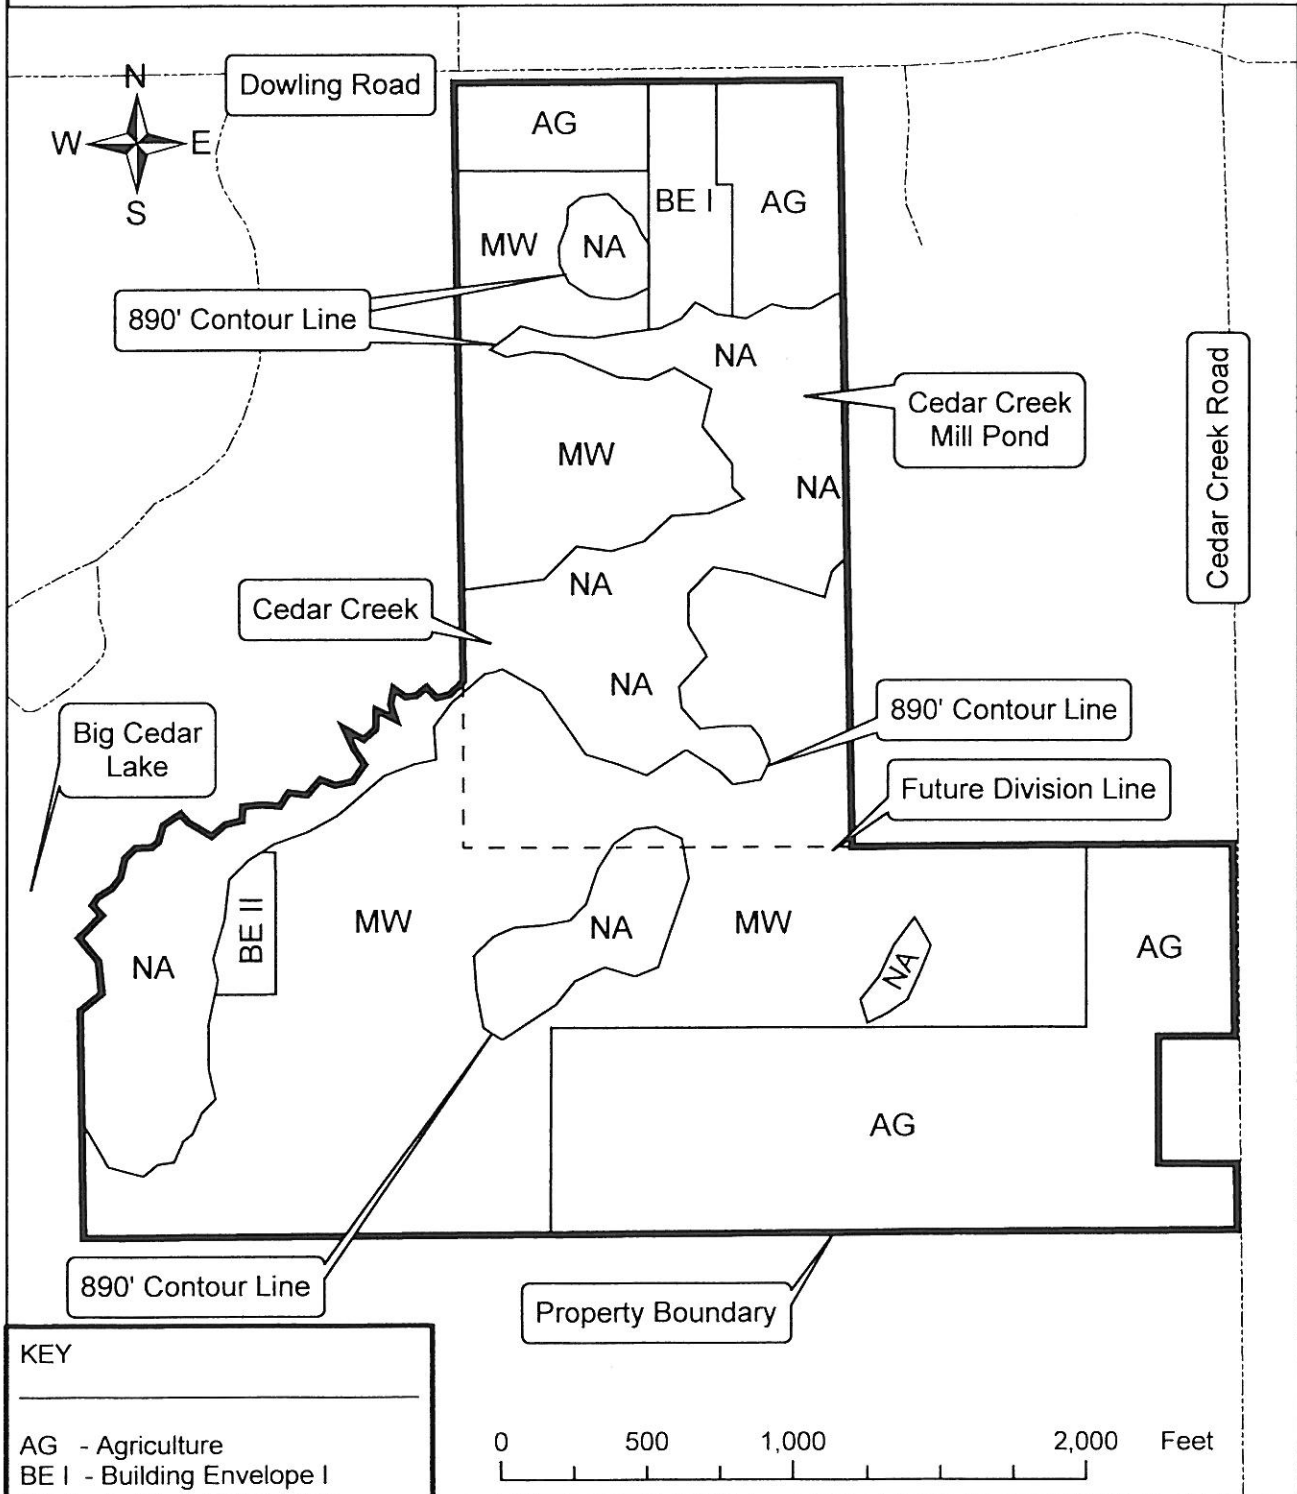 N
Dowling Road
W
E
S
AG
BE I
AG
MW
NA
890' Contour Line
NA
Cedar Creek
Mill Pond
Cedar Creek Road
MW
NA
NA
Cedar Creek
NA
890' Contour Line
Big Cedar
Lake
Future Division Line
BE II
MW
NA
MW
NA
AG
NA
AG
890' Contour Line
Property Boundary
KEY
AG - Agriculture
BE I - Building Envelope I
0 500 1,000 2,000 Feet